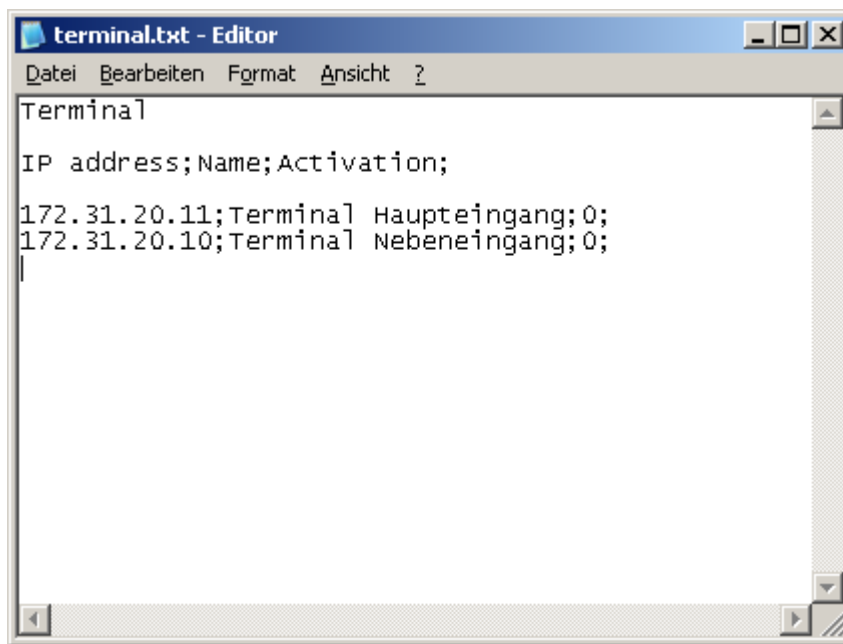 terminal.txt - Editor
Datei Bearbeiten Format Ansicht ?
Terminal
IP address;Name;Activation;
172.31.20.11;Terminal Haupteingang;0;
172.31.20.10;Terminal Nebeneingang;0;